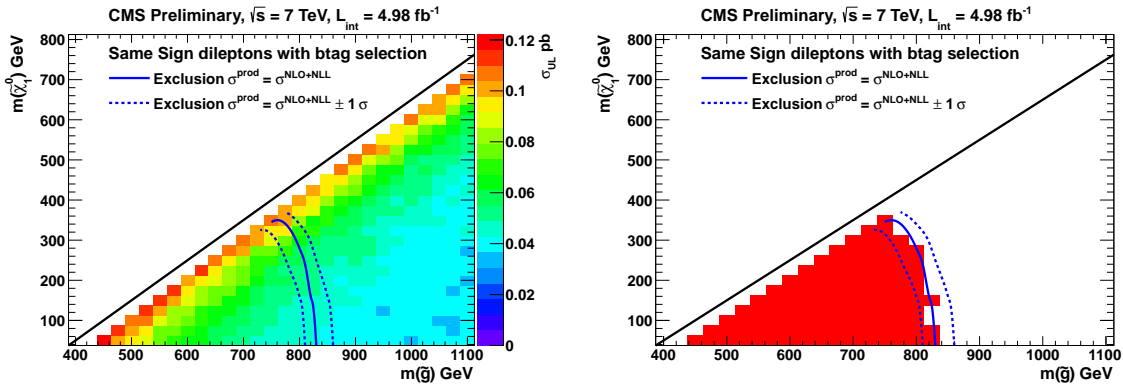 CMS Preliminary, √s = 7 TeV, L_int = 4.98 fb⁻¹
m(χ̃₁⁰) GeV
800
700
600
500
400
300
200
100
Same Sign dileptons with btag selection
Exclusion σ^prod = σ^NLO+NLL
Exclusion σ^prod = σ^NLO+NLL ± 1 σ
400 500 600 700 800 900 1000 1100
m(g̃) GeV
0.12
0.1
0.08
0.06
0.04
0.02
0
σ_UL pb
CMS Preliminary, √s = 7 TeV, L_int = 4.98 fb⁻¹
m(χ̃₁⁰) GeV
800
700
600
500
400
300
200
100
Same Sign dileptons with btag selection
Exclusion σ^prod = σ^NLO+NLL
Exclusion σ^prod = σ^NLO+NLL ± 1 σ
400 500 600 700 800 900 1000 1100
m(g̃) GeV